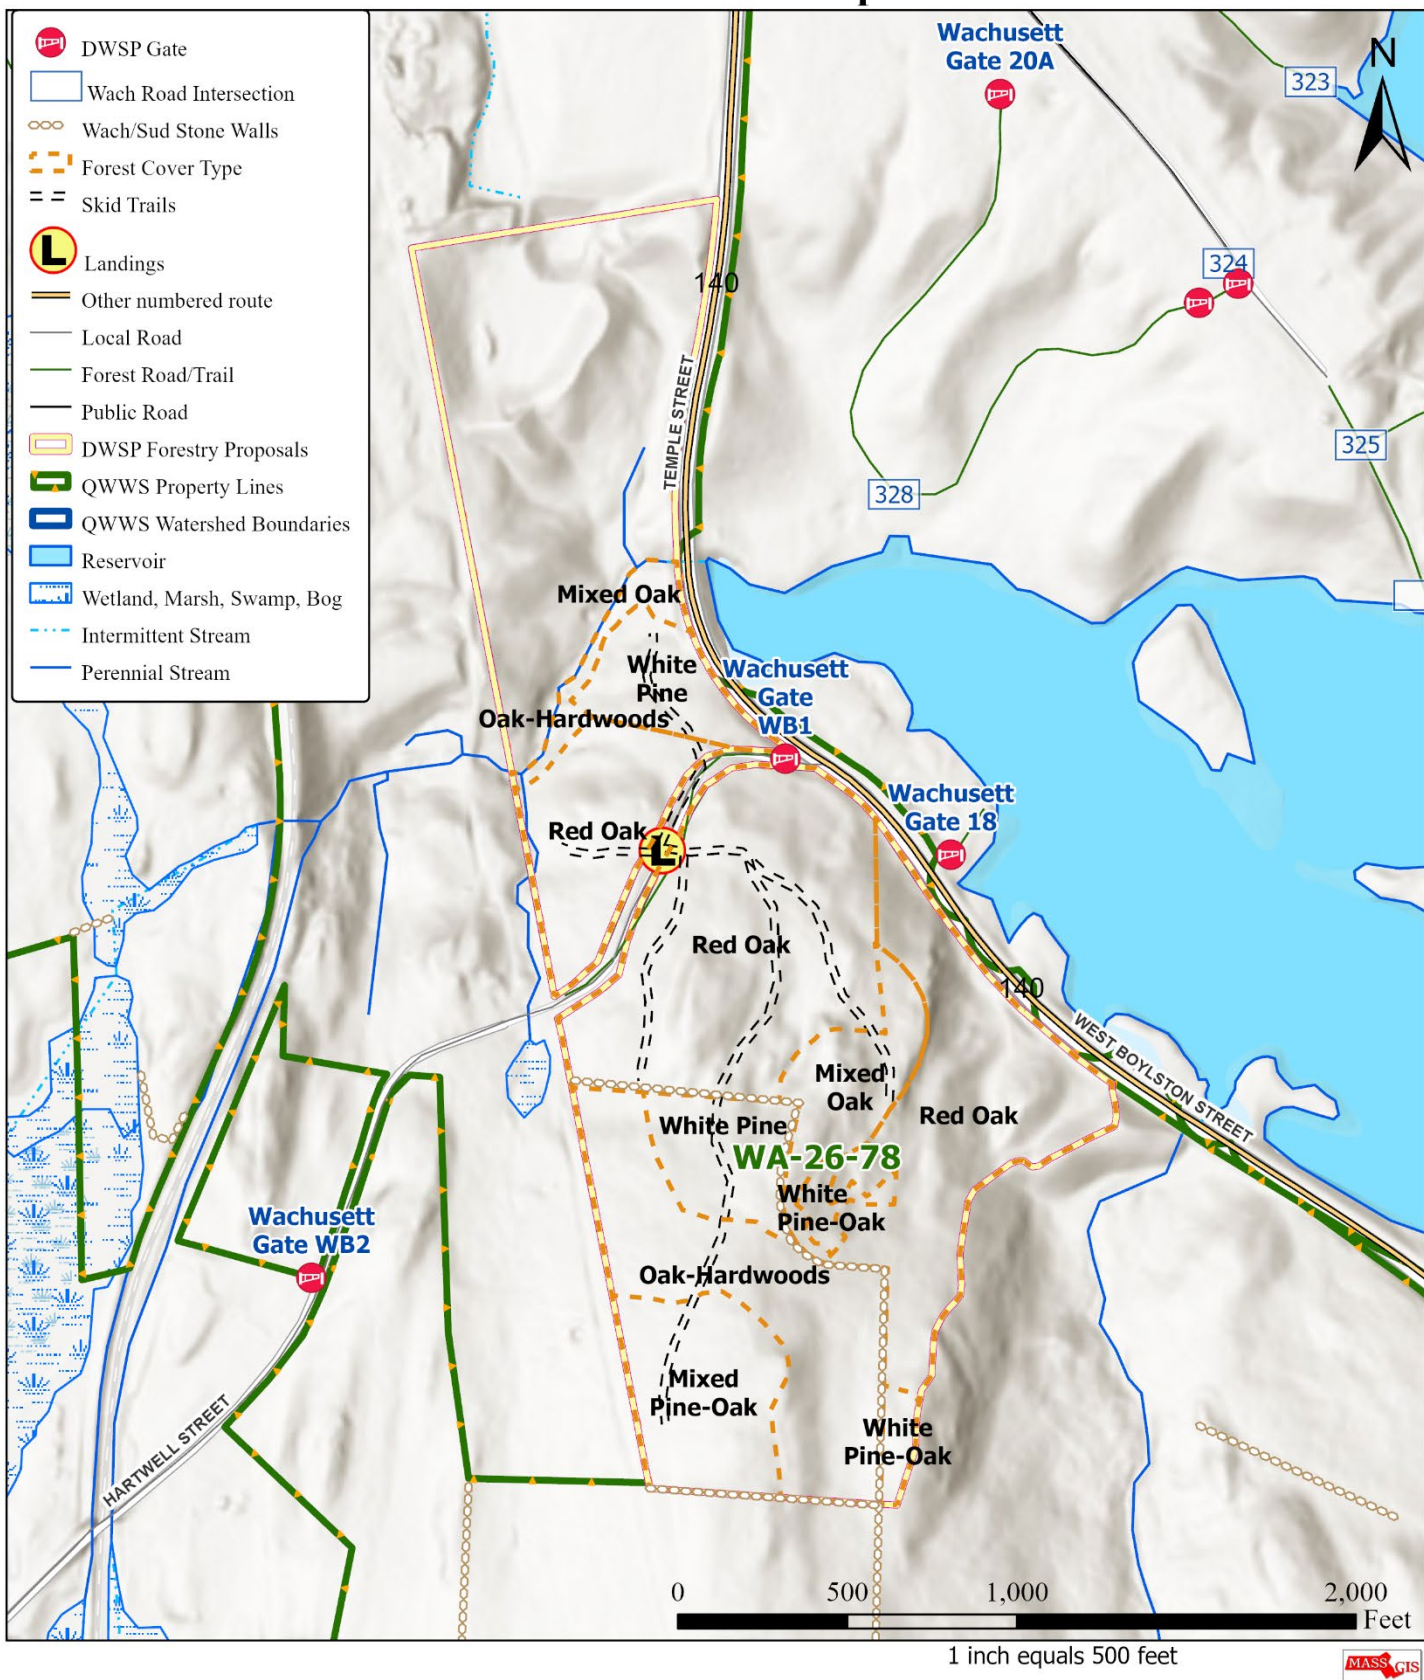 DWSP Gate
Wach Road Intersection
Wach/Sud Stone Walls
Forest Cover Type
Skid Trails
L
Landings
Other numbered route
Local Road
Forest Road/Trail
Public Road
DWSP Forestry Proposals
QWWS Property Lines
QWWS Watershed Boundaries
Reservoir
Wetland, Marsh, Swamp, Bog
Intermittent Stream
Perennial Stream
Wachusett
Gate 20A
N
323
324
140
TEMPLE STREET
325
328
Mixed Oak
White
Pine
Wachusett
Gate
WB1
Oak-Hardwoods
Wachusett
Gate 18
Red Oak
L
Red Oak
140
WEST BOYLSTON STREET
Mixed
Oak
Red Oak
White Pine
WA-26-78
White
Pine-Oak
Wachusett
Gate WB2
Oak-Hardwoods
Mixed
Pine-Oak
White
Pine-Oak
HARTWELL STREET
0 500 1,000 2,000
Feet
1 inch equals 500 feet
MASS GIS